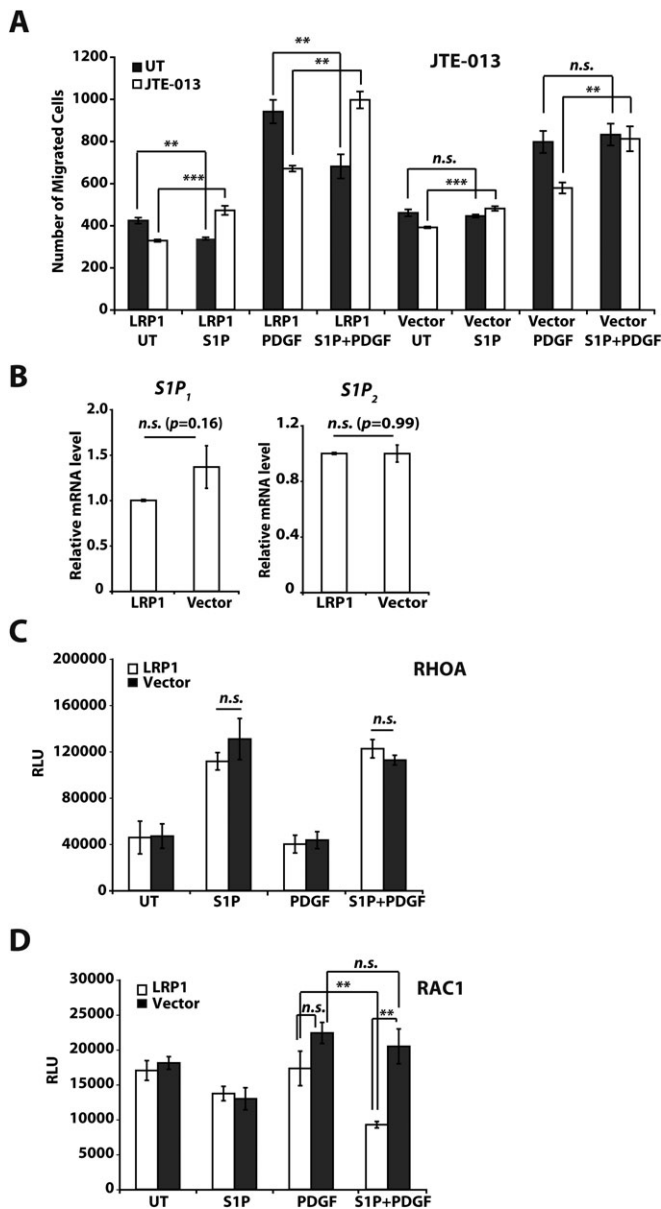 A
JTE-013
UT
JTE-013
Number of Migrated Cells
1200
1000
800
600
400
200
0
**
***
**
**
n.s.
***
n.s.
**
LRP1 LRP1 LRP1 LRP1 Vector Vector Vector Vector
UT S1P PDGF S1P+PDGF UT S1P PDGF S1P+PDGF
B
S1P1
Relative mRNA level
2.0
1.5
1.0
0.5
0
n.s. (p=0.16)
LRP1 Vector
S1P2
Relative mRNA level
1.2
0.8
0.4
0
n.s. (p=0.99)
LRP1 Vector
C
RHOA
LRP1
Vector
RLU
200000
160000
120000
80000
40000
0
n.s.
n.s.
UT S1P PDGF S1P+PDGF
D
RAC1
LRP1
Vector
RLU
30000
25000
20000
15000
10000
5000
0
n.s.
**
n.s.
**
UT S1P PDGF S1P+PDGF